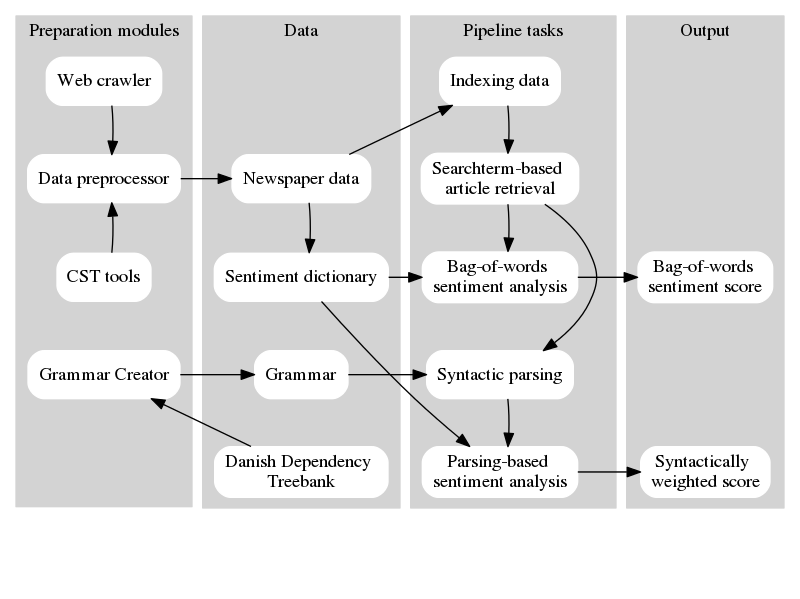 Preparation modules
Data
Pipeline tasks
Output
Web crawler
Indexing data
Data preprocessor
Newspaper data
Searchterm-based
article retrieval
CST tools
Sentiment dictionary
Bag-of-words
sentiment analysis
Bag-of-words
sentiment score
Grammar Creator
Grammar
Syntactic parsing
Danish Dependency
Treebank
Parsing-based
sentiment analysis
Syntactically
weighted score